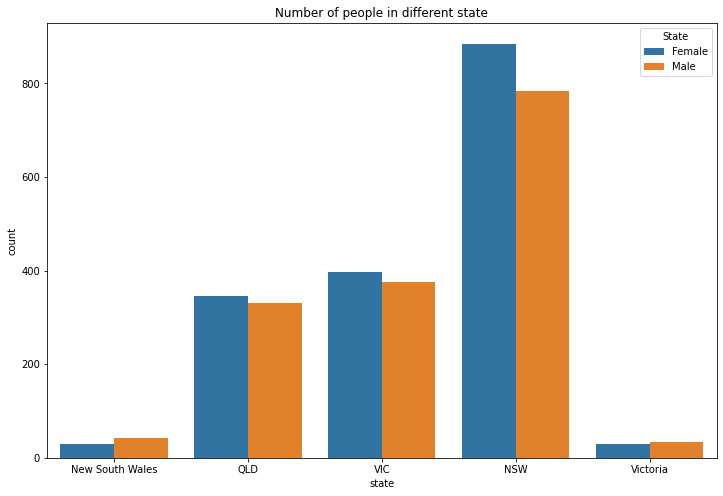 Number of people in different state
State
Female
Male
count
800
600
400
200
0
New South Wales
QLD
VIC
NSW
Victoria
state